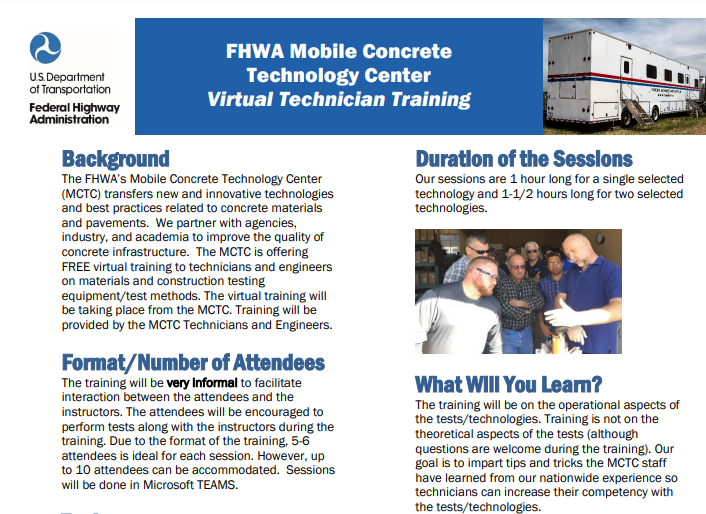 U.S. Department
of Transportation
Federal Highway
Administration
FHWA Mobile Concrete
Technology Center
Virtual Technician Training
Background
The FHWA's Mobile Concrete Technology Center
(MCTC) transfers new and innovative technologies
and best practices related to concrete materials
and pavements. We partner with agencies,
industry, and academia to improve the quality of
concrete infrastructure. The MCTC is offering
FREE virtual training to technicians and engineers
on materials and construction testing
equipment/test methods. The virtual training will
be taking place from the MCTC. Training will be
provided by the MCTC Technicians and Engineers.
Format/Number of Attendees
The training will be very informal to facilitate
interaction between the attendees and the
instructors. The attendees will be encouraged to
perform tests along with the instructors during the
training. Due to the format of the training, 5-6
attendees is ideal for each session. However, up
to 10 attendees can be accommodated. Sessions
will be done in Microsoft TEAMS.
Duration of the Sessions
Our sessions are 1 hour long for a single selected
technology and 1-1/2 hours long for two selected
technologies.
What Will You Learn?
The training will be on the operational aspects of
the tests/technologies. Training is not on the
theoretical aspects of the tests (although
questions are welcome during the training). Our
goal is to impart tips and tricks the MCTC staff
have learned from our nationwide experience so
technicians can increase their competency with
the tests/technologies.